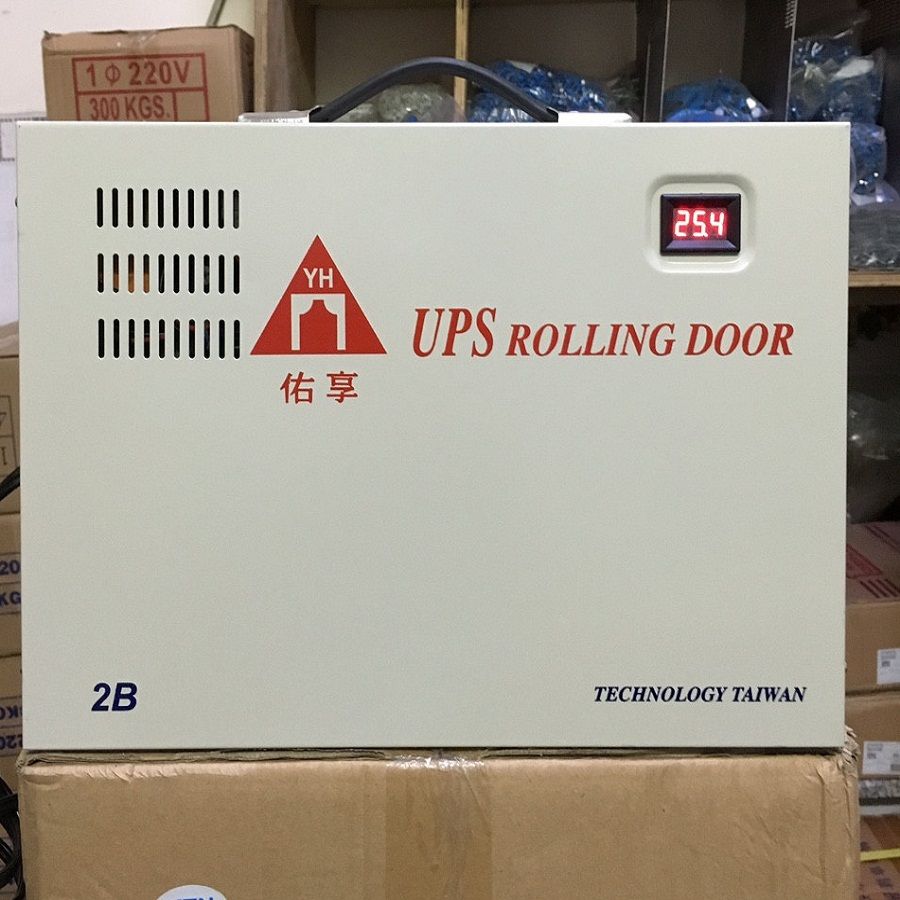 1 Φ 220V
300 KGS.
25.4
YH
UPS ROLLING DOOR
佑享
2B
TECHNOLOGY TAIWAN